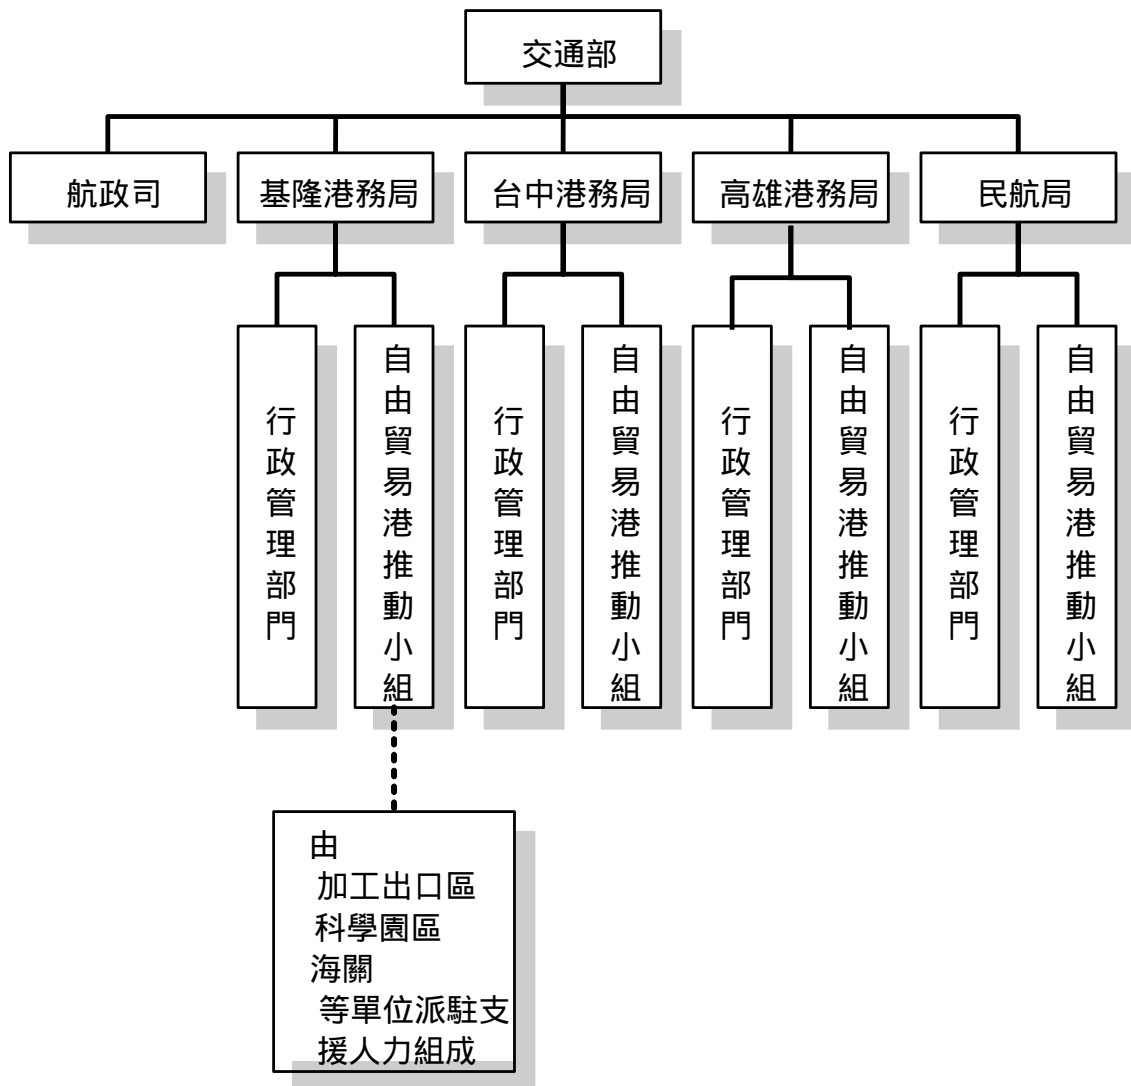 交通部
航政司
基隆港務局
台中港務局
高雄港務局
民航局
行政管理部門
自由貿易港推動小組
行政管理部門
自由貿易港推動小組
行政管理部門
自由貿易港推動小組
行政管理部門
自由貿易港推動小組
由
加工出口區
科學園區
海關
等單位派駐支
援人力組成